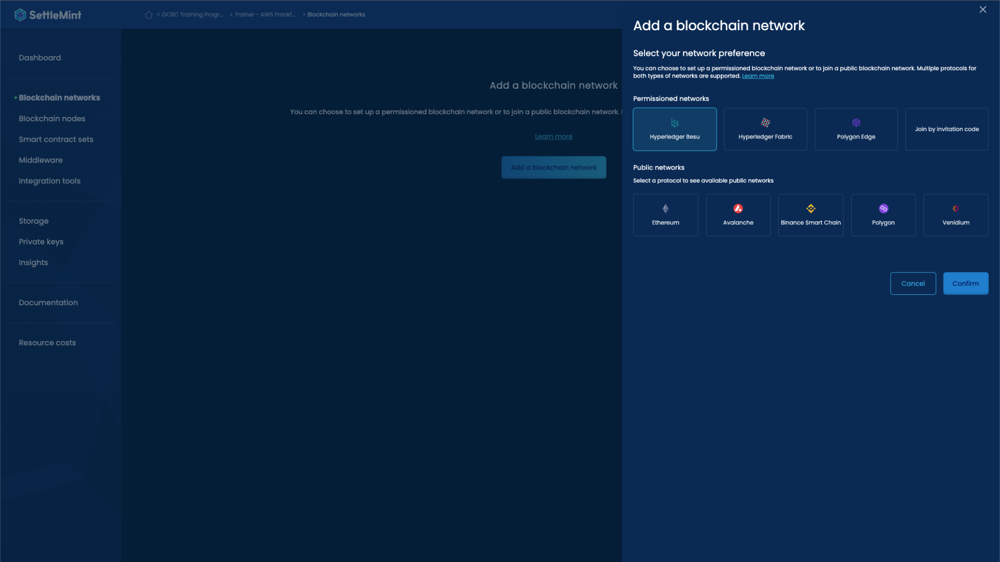 SettleMint
> OCBC Training Progr... > Trainer - AWS Frankf... > Blockchain networks
Dashboard
Blockchain networks
Blockchain nodes
Smart contract sets
Middleware
Integration tools
Storage
Private keys
Insights
Documentation
Resource costs
Add a blockchain network
You can choose to set up a permissioned blockchain network or to join a public blockchain network.
Learn more
Add a blockchain network
Add a blockchain network
Select your network preference
You can choose to set up a permissioned blockchain network or to join a public blockchain network. Multiple protocols for
both types of networks are supported. Learn more
Permissioned networks
Hyperledger Besu
Hyperledger Fabric
Polygon Edge
Join by invitation code
Public networks
Select a protocol to see available public networks
Ethereum
Avalanche
Binance Smart Chain
Polygon
Venidium
Cancel
Confirm